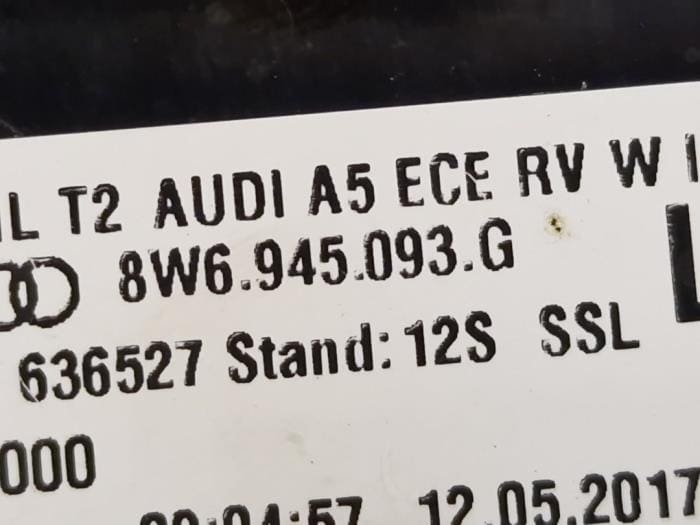 L T2 AUDI A5 ECE RV W
8W6.945.093.G
636527 Stand: 12S SSL
000
12.05.2017